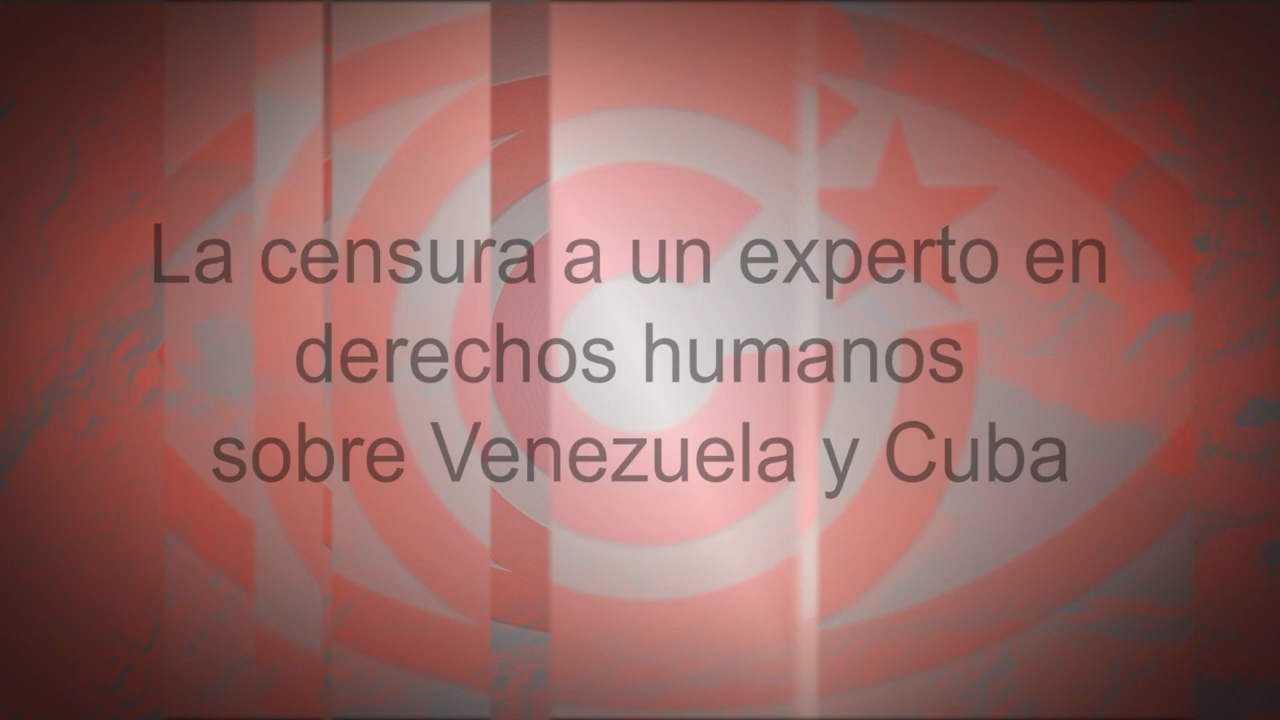 La censura a un experto en
derechos humanos
sobre Venezuela y Cuba